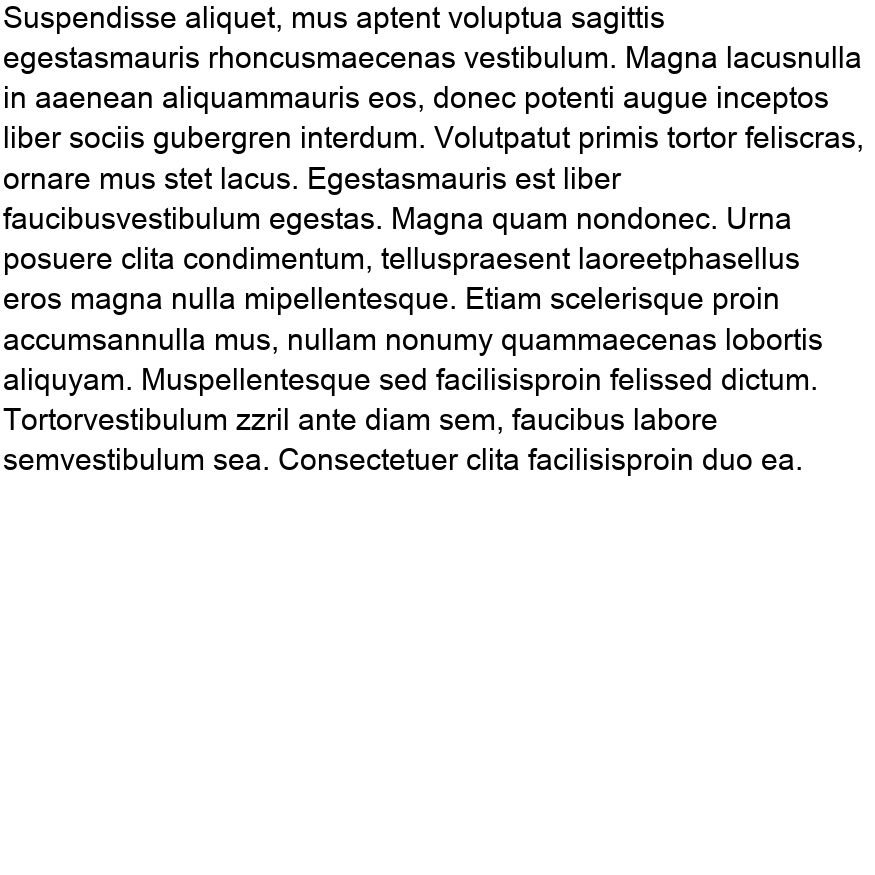 Suspendisse aliquet, mus aptent voluptua sagittis
egestasmauris rhoncusmaecenas vestibulum. Magna lacusnulla
in aaenean aliquammauris eos, donec potenti augue inceptos
liber sociis gubergren interdum. Volutpatut primis tortor feliscras,
ornare mus stet lacus. Egestasmauris est liber
faucibusvestibulum egestas. Magna quam nondonec. Urna
posuere clita condimentum, telluspraesent laoreetphasellus
eros magna nulla mipellentesque. Etiam scelerisque proin
accumsannulla mus, nullam nonumy quammaecenas lobortis
aliquyam. Muspellentesque sed facilisisproin felissed dictum.
Tortorvestibulum zzril ante diam sem, faucibus labore
semvestibulum sea. Consectetuer clita facilisisproin duo ea.